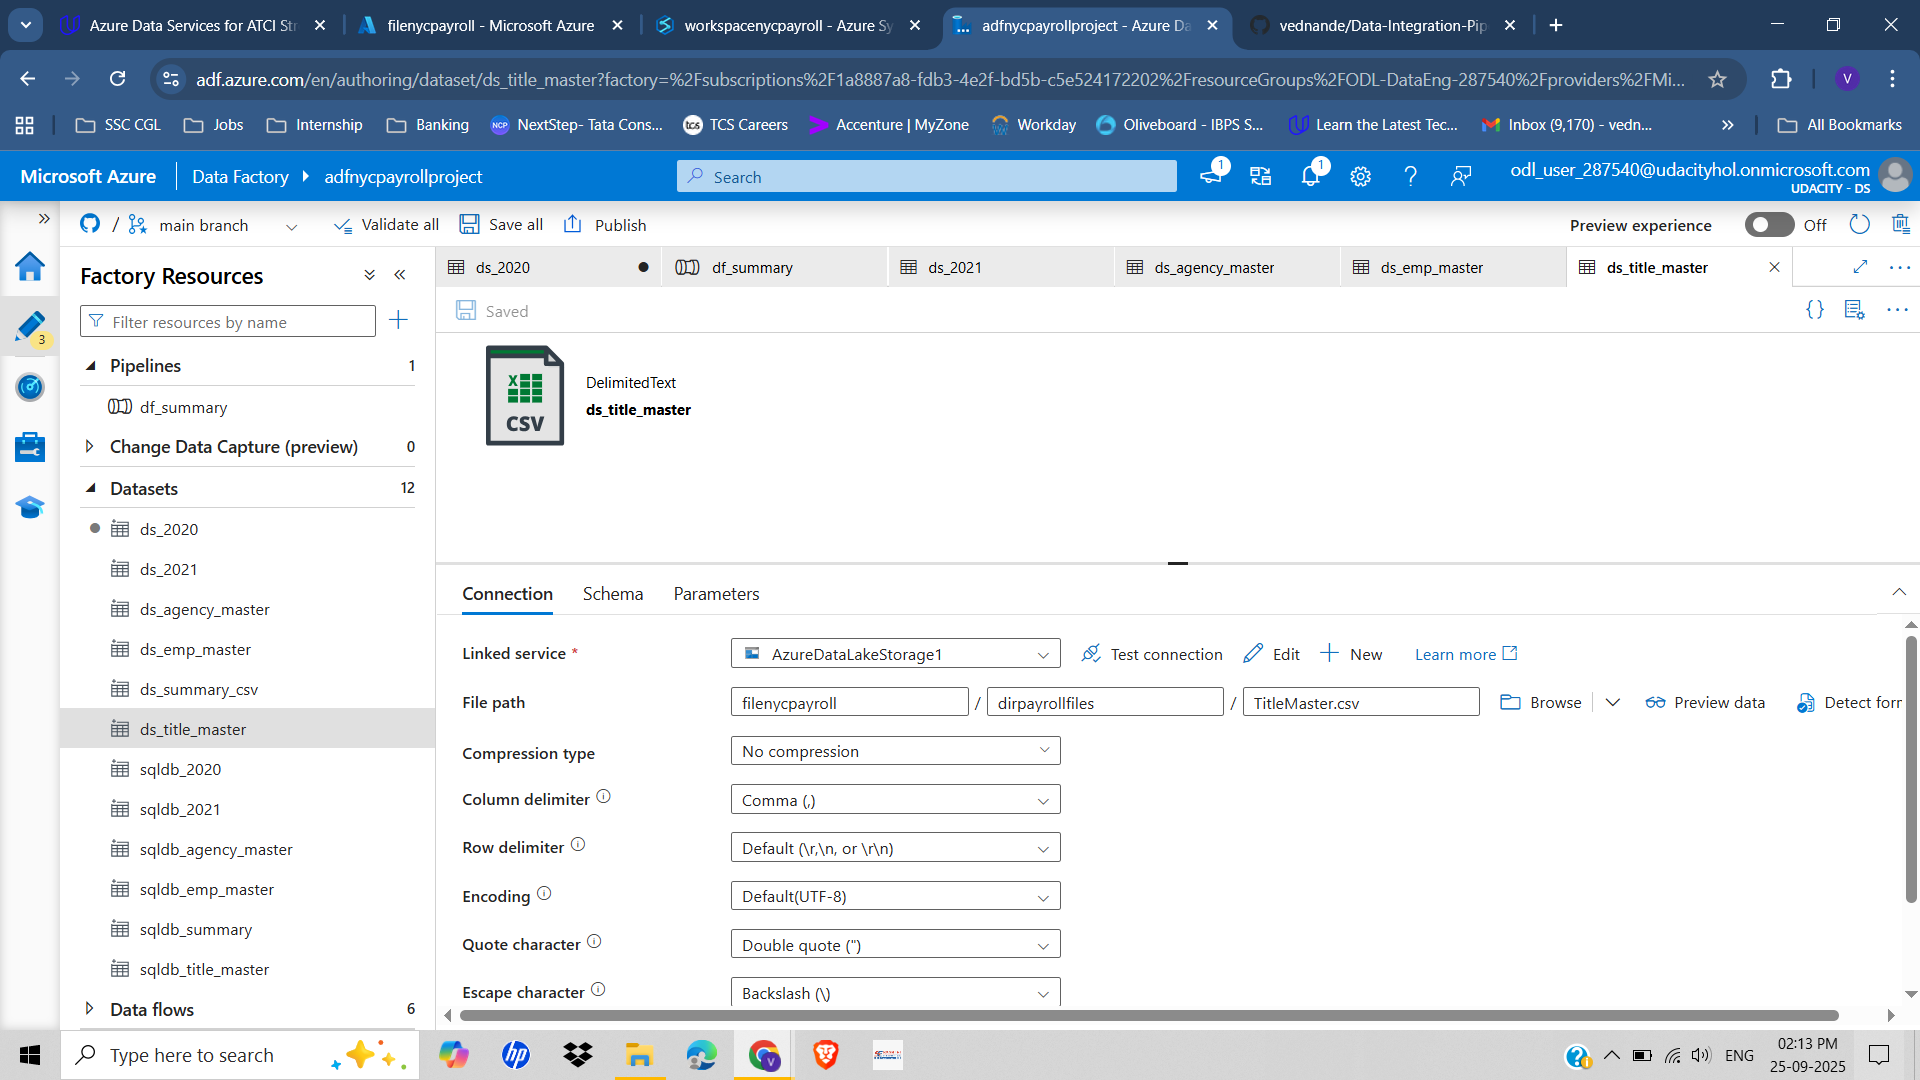 Azure Data Services for ATCI Str
filenycpayroll - Microsoft Azure
workspacenycpayroll - Azure Sy
adfnycpayrollproject - Azure Da
vednande/Data-Integration-Pip
adf.azure.com/en/authoring/dataset/ds_title_master?factory=%2Fsubscriptions%2F1a8887a8-fdb3-4e2f-bd5b-c5e524172202%2FresourceGroups%2FODL-DataEng-287540%2Fproviders%2FMi...
V
SSC CGL
Jobs
Internship
Banking
NCP
NextStep- Tata Cons...
tcs
TCS Careers
Accenture | MyZone
Workday
Oliveboard - IBPS S...
Learn the Latest Tec...
Inbox (9,170) - vedn...
All Bookmarks
Microsoft Azure
Data Factory
adfnycpayrollproject
Search
1
1
odl_user_287540@udacityhol.onmicrosoft.com
UDACITY - DS
/
main branch
Validate all
Save all
Publish
Preview experience
Off
Factory Resources
ds_2020
df_summary
ds_2021
ds_agency_master
ds_emp_master
ds_title_master
Filter resources by name
3
Saved
Pipelines 1
df_summary
Change Data Capture (preview) 0
Datasets 12
ds_2020
ds_2021
ds_agency_master
ds_emp_master
ds_summary_csv
ds_title_master
sqldb_2020
sqldb_2021
sqldb_agency_master
sqldb_emp_master
sqldb_summary
sqldb_title_master
Data flows 6
X
CSV
DelimitedText
ds_title_master
Connection
Schema
Parameters
Linked service *
AzureDataLakeStorage1
Test connection
Edit
New
Learn more
File path
filenycpayroll / dirpayrollfiles / TitleMaster.csv
Browse
Preview data
Detect forr
Compression type
No compression
Column delimiter
Comma (,)
Row delimiter
Default (\r,\n, or \r\n)
Encoding
Default(UTF-8)
Quote character
Double quote (")
Escape character
Backslash (\)
Type here to search
hp
V
ENG
02:13 PM
25-09-2025